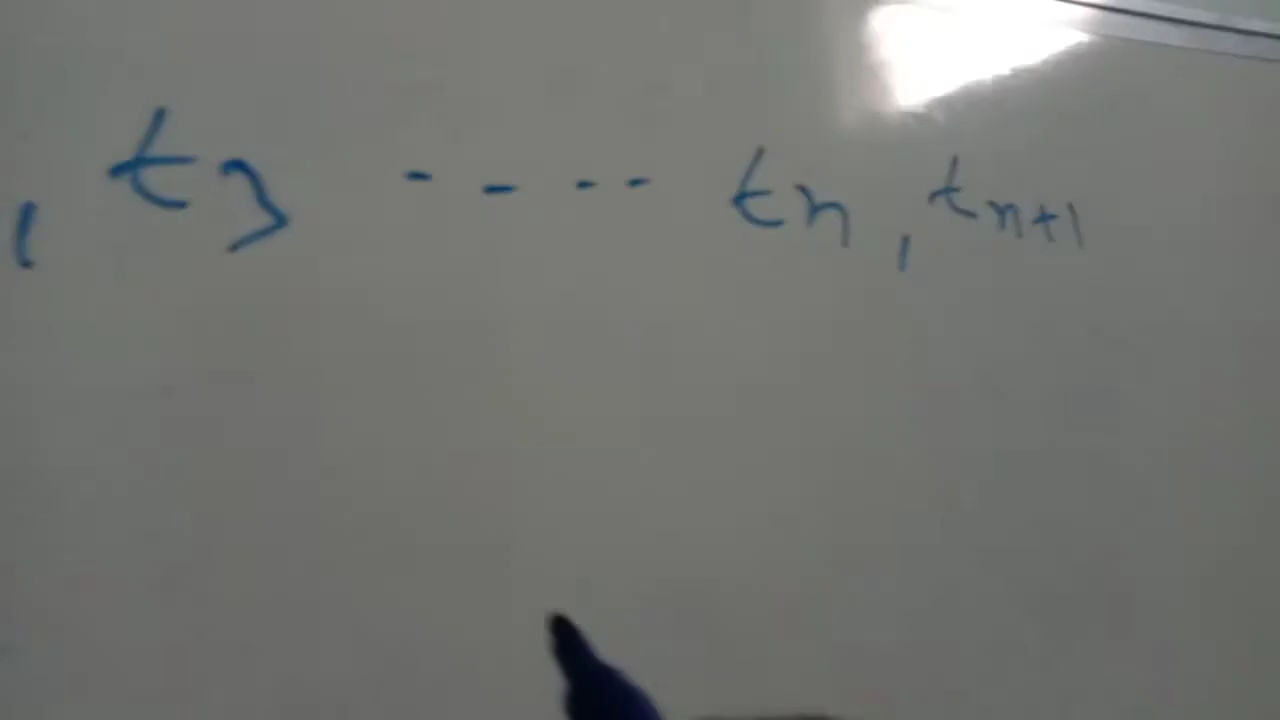 , t3 ---- tn, tn+1